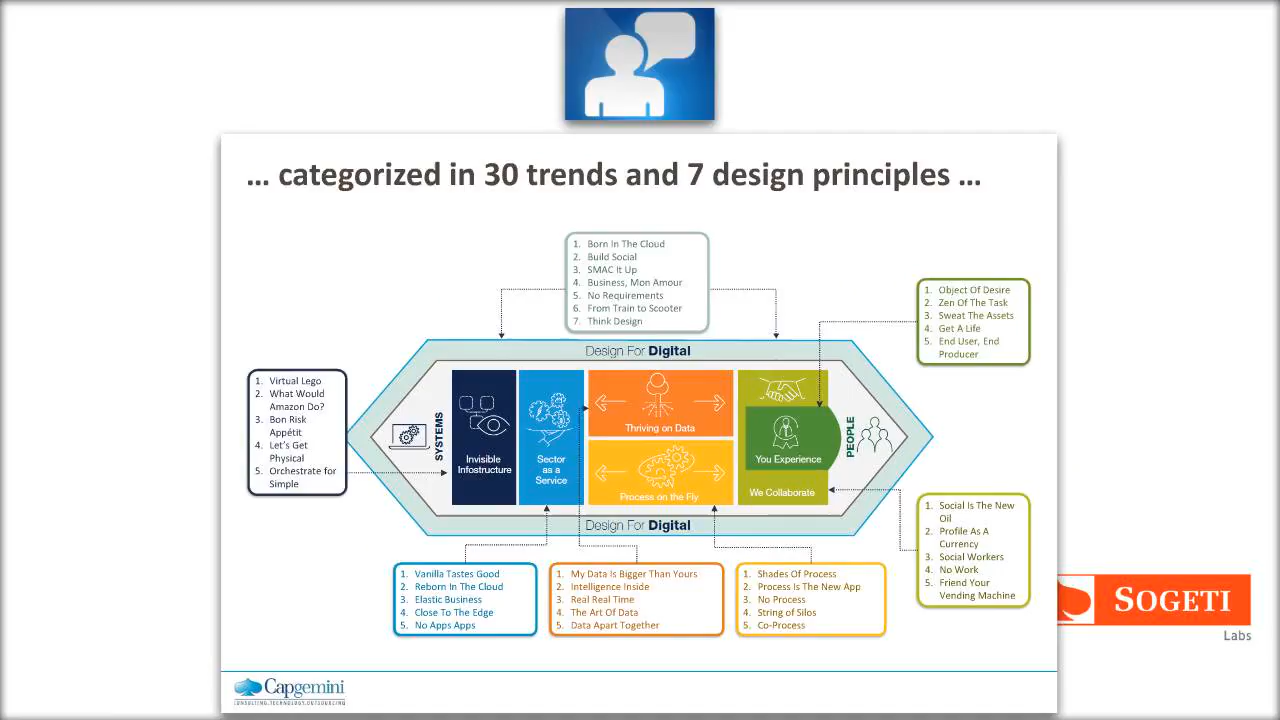 … categorized in 30 trends and 7 design principles …
1. Born In The Cloud
2. Build Social
3. SMAC It Up
4. Business, Mon Amour
5. No Requirements
6. From Train to Scooter
7. Think Design
1. Object Of Desire
2. Zen Of The Task
3. Sweat The Assets
4. Get A Life
5. End User, End
Producer
1. Virtual Lego
2. What Would
Amazon Do?
3. Bon Risk
Appétit
4. Let's Get
Physical
5. Orchestrate for
Simple
Design For Digital
SYSTEMS
Invisible
Infostructure
Sector
as a
Service
Thriving on Data
Process on the Fly
You Experience
We Collaborate
PEOPLE
Design For Digital
1. Social Is The New
Oil
2. Profile As A
Currency
3. Social Workers
4. No Work
5. Friend Your
Vending Machine
1. Vanilla Tastes Good
2. Reborn In The Cloud
3. Elastic Business
4. Close To The Edge
5. No Apps Apps
1. My Data Is Bigger Than Yours
2. Intelligence Inside
3. Real Real Time
4. The Art Of Data
5. Data Apart Together
1. Shades Of Process
2. Process Is The New App
3. No Process
4. String of Silos
5. Co-Process
SOGETI
Labs
Capgemini
CONSULTING.TECHNOLOGY.OUTSOURCING